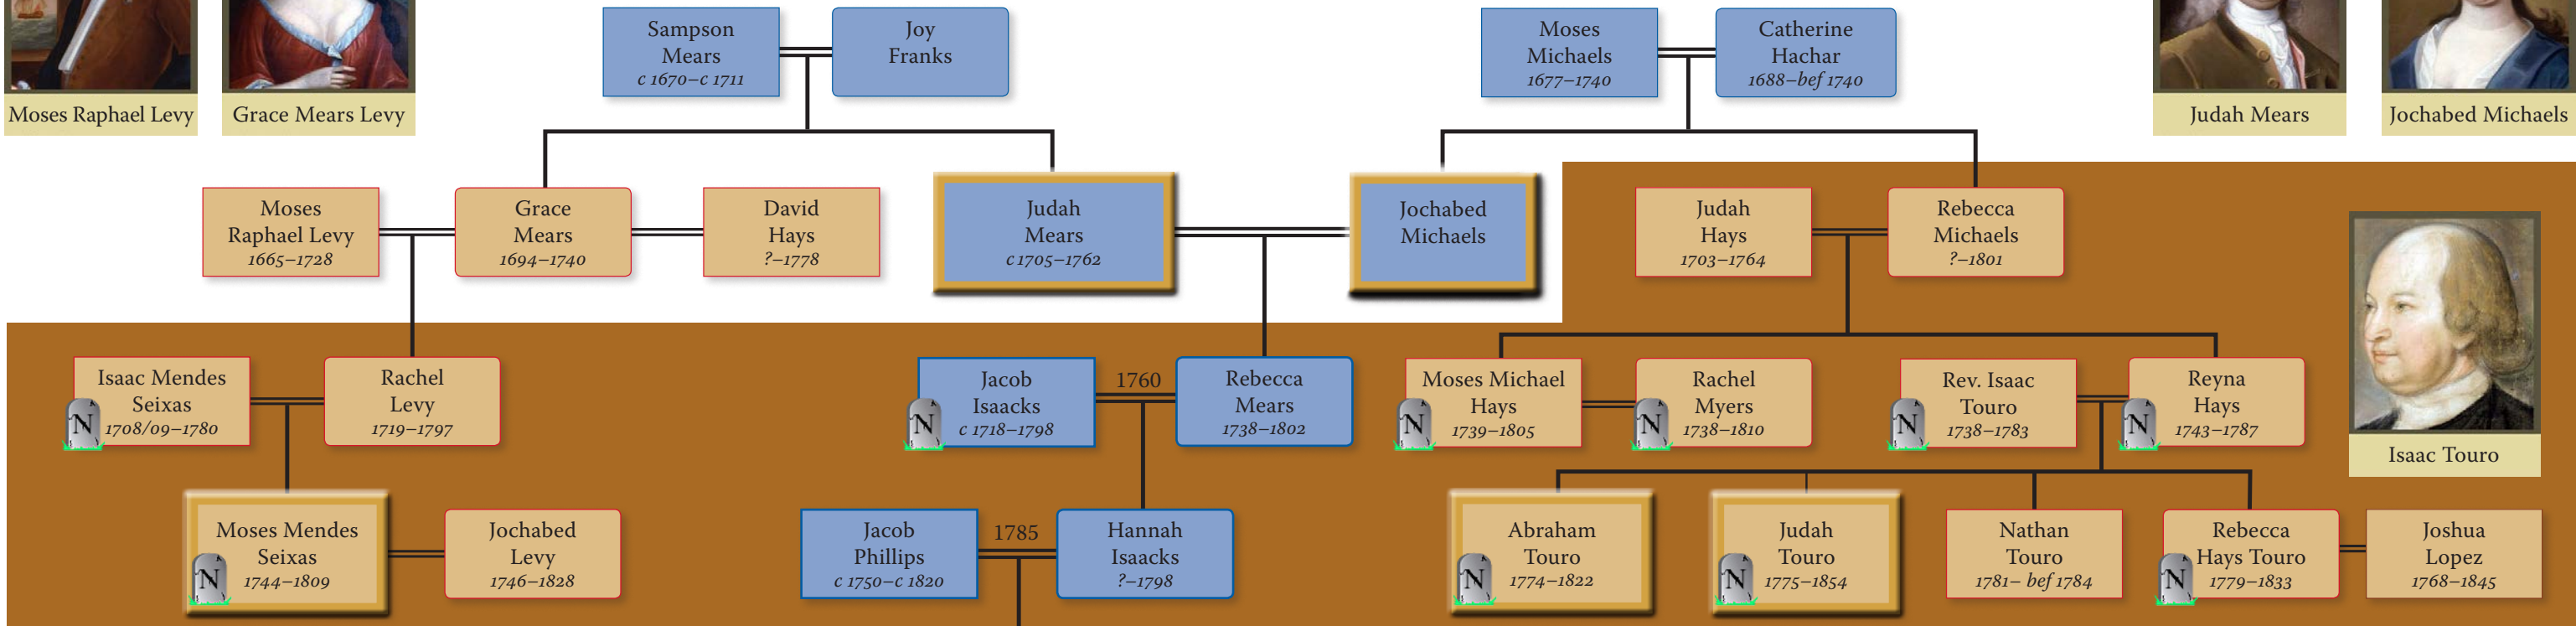 Moses Raphael Levy
Grace Mears Levy
Sampson
Mears
c 1670–c 1711
Joy
Franks
Moses
Michaels
1677–1740
Catherine
Hachar
1688–bef 1740
Judah Mears
Jochabed Michaels
Moses
Raphael Levy
1665–1728
Grace
Mears
1694–1740
David
Hays
?–1778
Judah
Mears
c 1705–1762
Jochabed
Michaels
Judah
Hays
1703–1764
Rebecca
Michaels
?–1801
Isaac Touro
Isaac Mendes
Seixas
1708/09–1780
N
Rachel
Levy
1719–1797
Jacob
Isaacks
c 1718–1798
N
1760
Rebecca
Mears
1738–1802
Moses Michael
Hays
1739–1805
N
Rachel
Myers
1738–1810
N
Rev. Isaac
Touro
1738–1783
N
Reyna
Hays
1743–1787
N
Moses Mendes
Seixas
1744–1809
N
Jochabed
Levy
1746–1828
Jacob
Phillips
c 1750–c 1820
1785
Hannah
Isaacks
?–1798
Abraham
Touro
1774–1822
N
Judah
Touro
1775–1854
N
Nathan
Touro
1781– bef 1784
Rebecca
Hays Touro
1779–1833
N
Joshua
Lopez
1768–1845